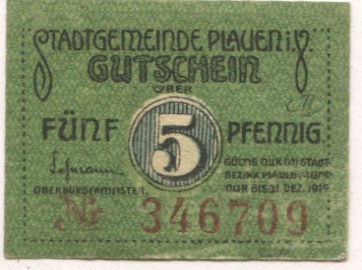 STADTGEMEINDE PLAUEN i. V.
GUTSCHEIN
ÜBER
FÜNF 5 PFENNIG
GÜLTIG NUR IM STADT-
BEZIRK PLAUEN UND
OBERBÜRGERMEISTER. NUR BIS 31. DEZ. 1919
№ 346709